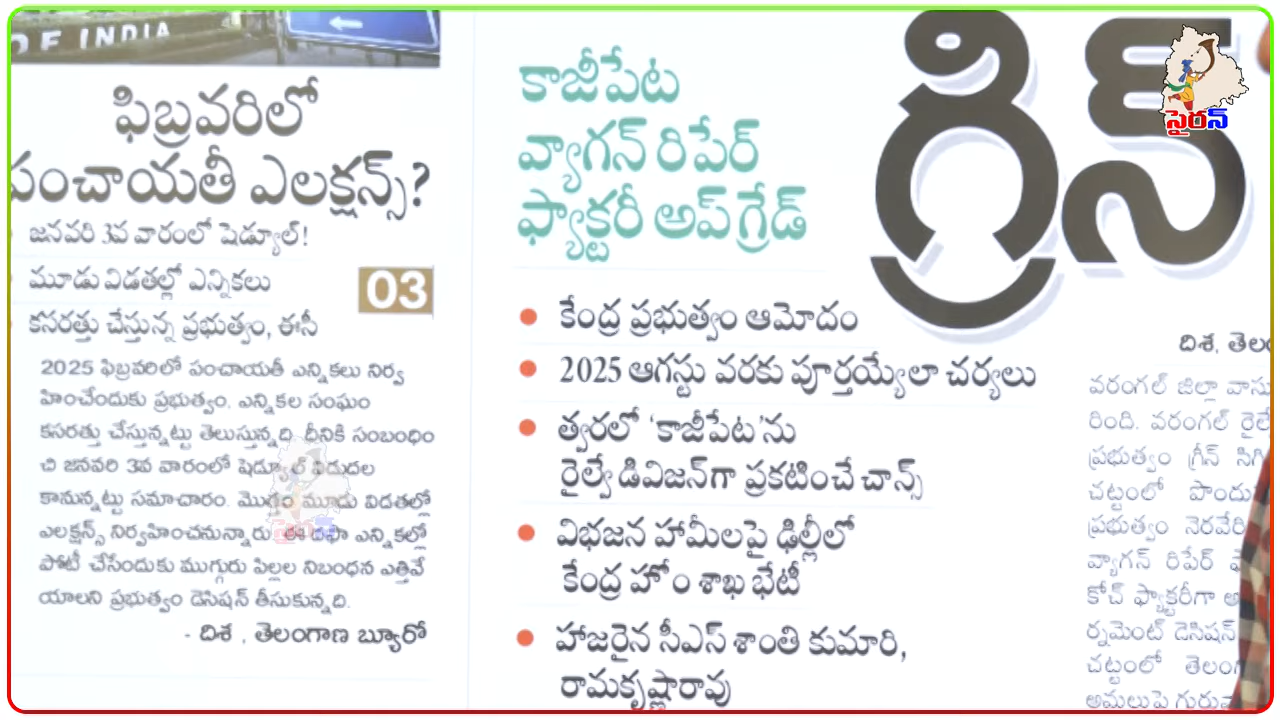 OF INDIA
ఫిబ్రవరిలో
పంచాయతీ ఎలక్షన్స్?
జనవరి 3వ వారంలో షెడ్యూల్!
మూడు విడతల్లో ఎన్నికలు
03
కసరత్తు చేస్తున్న ప్రభుత్వం, ఈసీ
2025 ఫిబ్రవరిలో పంచాయతీ ఎన్నికలు నిర్వ
హించేందుకు ప్రభుత్వం, ఎన్నికల సంఘం
కసరత్తు చేస్తున్నట్టు తెలుస్తున్నది. దీనికి సంబంధిం
చి జనవరి 3వ వారంలో షెడ్యూల్ విడుదల
కానున్నట్టు సమాచారం. మొత్తం మూడు విడతల్లో
ఎలక్షన్స్ నిర్వహించనున్నారు. ఈ దఫా ఎన్నికల్లో
పోటీ చేసేందుకు ముగ్గురు పిల్లల నిబంధన ఎత్తివే
యాలని ప్రభుత్వం డెసిషన్ తీసుకున్నది.
- దిశ , తెలంగాణ బ్యూరో
కాజీపేట
వ్యాగన్ రిపేర్
ఫ్యాక్టరీ అప్‌గ్రేడ్
కేంద్ర ప్రభుత్వం ఆమోదం
2025 ఆగస్టు వరకు పూర్తయ్యేలా చర్యలు
త్వరలో ‘కాజీపేట’ను
రైల్వే డివిజన్‌గా ప్రకటించే చాన్స్
విభజన హామీలపై ఢిల్లీలో
కేంద్ర హోం శాఖ భేటీ
హాజరైన సీఎస్ శాంతి కుమారి,
రామకృష్ణారావు
గ్రీన్
సైరన్
దిశ, తెలం
వరంగల్ జిల్లా వాసు
రింది. వరంగల్ రైల్వే
ప్రభుత్వం గ్రీన్ సిగ్
చట్టంలో పొందు
ప్రభుత్వం నెరవేరి
వ్యాగన్ రిపేర్
కోచ్ ఫ్యాక్టరీగా అ
ర్నమెంట్ డెసిషన్
చట్టంలో తెలంగ
అమలుపై గురువా